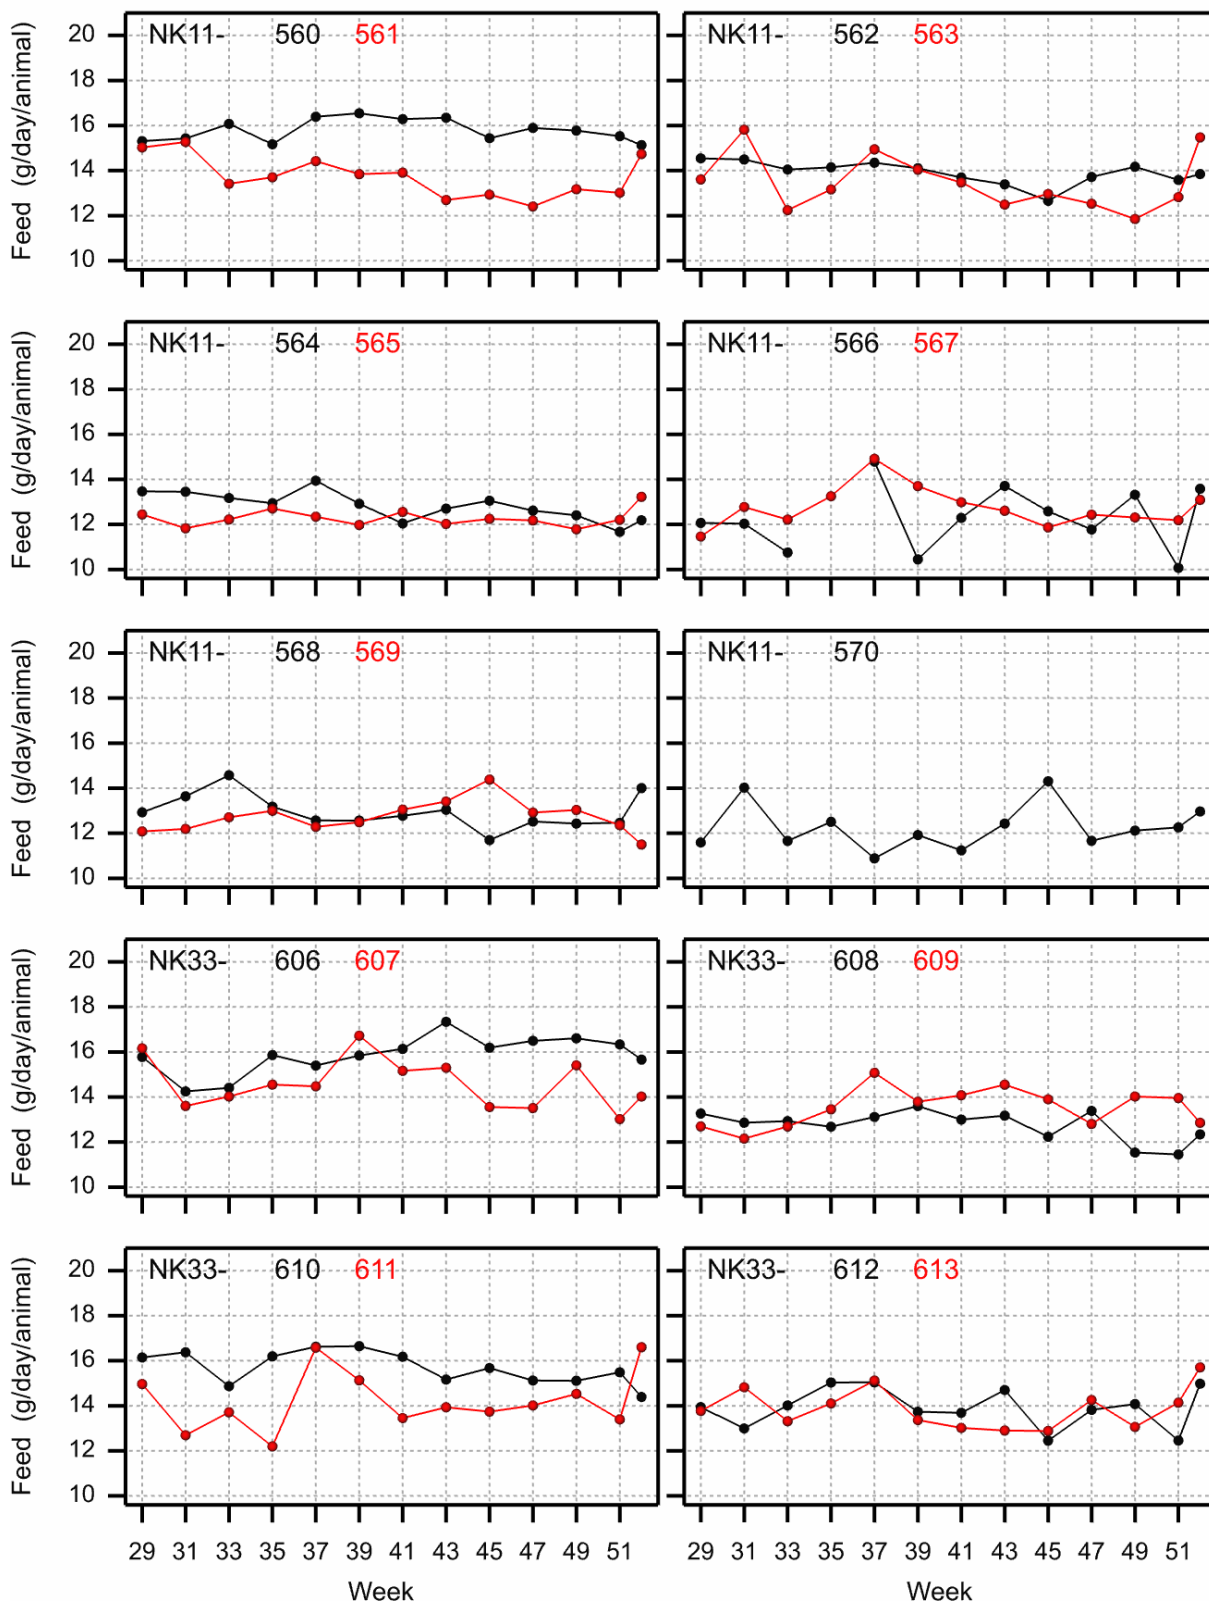 NK11- 560 561
NK11- 562 563
20
18
16
14
12
10
Feed (g/day/animal)
NK11- 564 565
NK11- 566 567
20
18
16
14
12
10
Feed (g/day/animal)
NK11- 568 569
NK11- 570
20
18
16
14
12
10
Feed (g/day/animal)
NK33- 606 607
NK33- 608 609
20
18
16
14
12
10
Feed (g/day/animal)
NK33- 610 611
NK33- 612 613
20
18
16
14
12
10
Feed (g/day/animal)
29 31 33 35 37 39 41 43 45 47 49 51
29 31 33 35 37 39 41 43 45 47 49 51
Week
Week